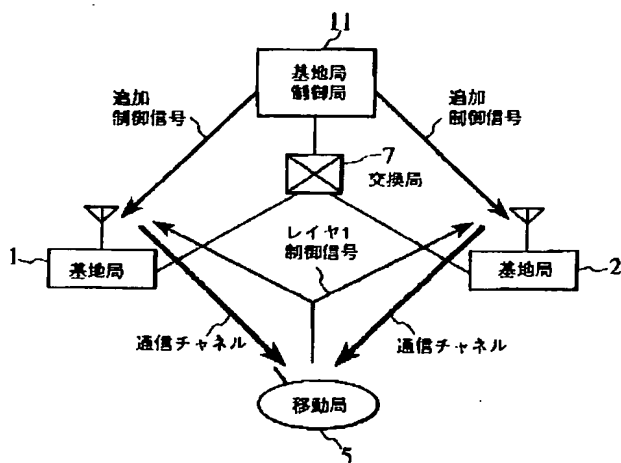 11
基地局
制御局
追加
制御信号
追加
制御信号
7
交換局
レイヤ1
制御信号
1
基地局
基地局
2
通信チャネル
通信チャネル
移動局
5